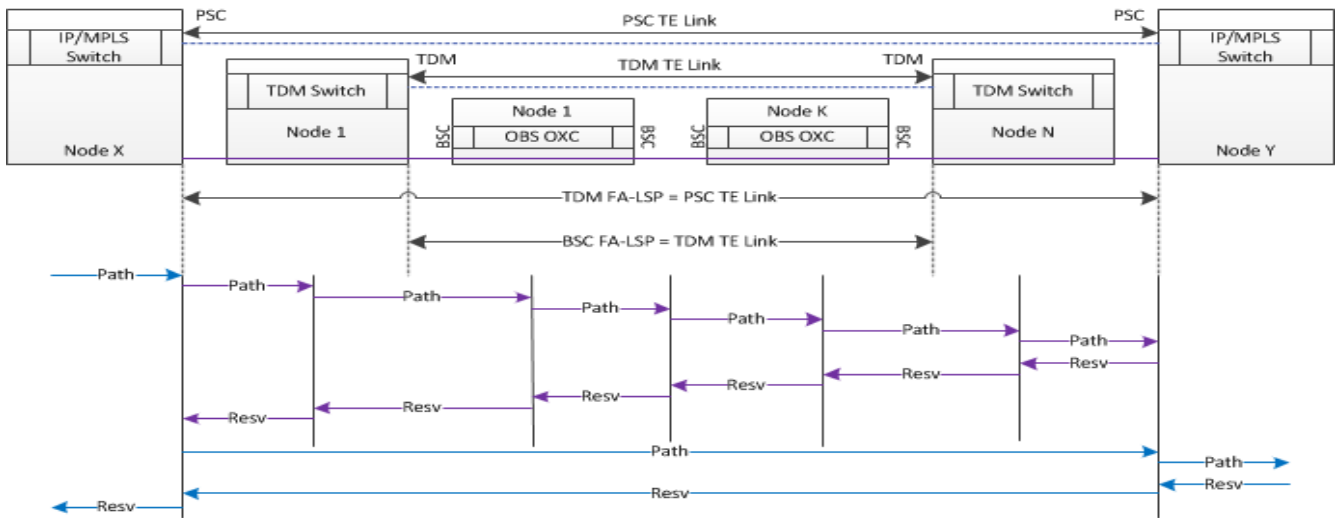 PSC PSC TE Link PSC
IP/MPLS
Switch
IP/MPLS
Switch
TDM TDM TE Link TDM
TDM Switch
TDM Switch
Node 1
Node K
BSC OBS OXC BSC
BSC OBS OXC BSC
Node 1
Node N
Node X
Node Y
TDM FA-LSP = PSC TE Link
BSC FA-LSP = TDM TE Link
Path
Path
Path
Path
Path
Path
Path
Resv
Resv
Resv
Resv
Resv
Resv
Path
Path
Resv
Resv
Resv